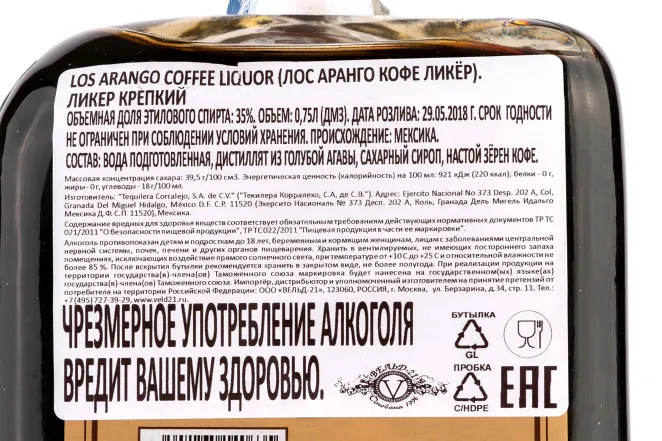 LOS ARANGO COFFEE LIQUOR (ЛОС АРАНГО КОФЕ ЛИКЁР).
ЛИКЕР КРЕПКИЙ
ОБЪЕМНАЯ ДОЛЯ ЭТИЛОВОГО СПИРТА: 35%. ОБЪЕМ: 0,75Л (ДМ3). ДАТА РОЗЛИВА: 29.05.2018 Г. СРОК ГОДНОСТИ
НЕ ОГРАНИЧЕН ПРИ СОБЛЮДЕНИИ УСЛОВИЙ ХРАНЕНИЯ. ПРОИСХОЖДЕНИЕ: МЕКСИКА.
СОСТАВ: ВОДА ПОДГОТОВЛЕННАЯ, ДИСТИЛЛЯТ ИЗ ГОЛУБОЙ АГАВЫ, САХАРНЫЙ СИРОП, НАСТОЙ ЗЁРЕН КОФЕ.
Массовая концентрация сахара: 39,5 г/100 см3. Энергетическая ценность (калорийность) на 100 мл: 921 кДж (220 ккал); белки - 0 г,
жиры - 0 г, углеводы - 18 г/100 мл.
Изготовитель: "Tequilera Corralejo, S.A. de C.V." ("Текилера Корралехо, С.А, де С.В."). Адрес: Ejercito Nacional No 373 Desp. 202 A, Col,
Granada Del Miguel Hidalgo, México D.F. C.P. 11520 (Эхерсито Насиональ № 373 Десп. 202 А, Коль, Гранада Дель Мигель Идальго
Мексика Д.Ф. С.П 11520), Мексика.
Содержание вредных для здоровья веществ соответствует обязательным требованиям действующих нормативных документов ТР ТС
021/2011 "О безопасности пищевой продукции", ТР ТС 022/2011 "Пищевая продукция в части ее маркировки".
Алкоголь противопоказан детям и подросткам до 18 лет, беременным и кормящим женщинам, лицам с заболеваниями центральной
нервной системы, почек, печени и других органов пищеварения. Хранить в вентилируемых, не имеющих постороннего запаха
помещениях, исключающих воздействие прямого солнечного света, при температуре от +10 С до +25 С и относительной влажности не
более 85 %. После вскрытия бутылки рекомендуется хранить в закрытом виде, не более полугода. При реализации продукции на
территории государства(в)-члена(ов) Таможенного союза маркировка будет нанесена на государственном(ых) языке(ах)
государства(в)-члена(ов) Таможенного союза. Импортёр, дистрибьютор и уполномоченный изготовителем на принятие претензий от
потребителя на территории Российской Федерации: ООО «ВЕЛЬД-21», 123060, РОССИЯ, г. Москва, ул. Берзарина, д.34, стр. 11. Тел.:
+7(495)727-39-29, www.veld21.ru.
ЧРЕЗМЕРНОЕ УПОТРЕБЛЕНИЕ АЛКОГОЛЯ
ВРЕДИТ ВАШЕМУ ЗДОРОВЬЮ.
ВЕЛЬД-21
V
Основана 1996
БУТЫЛКА
GL
ПРОБКА
C/HDPE
EAC